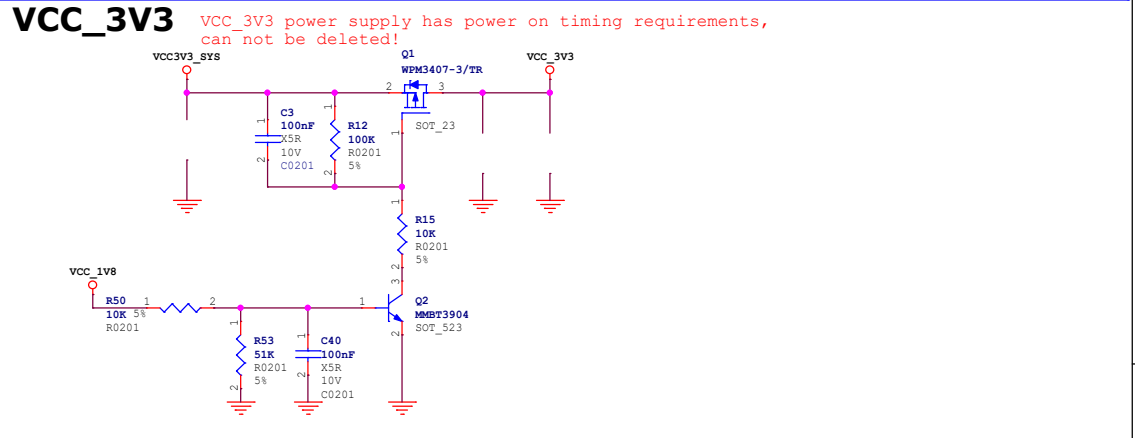 VCC_3V3
VCC_3V3 power supply has power on timing requirements,
can not be deleted!
VCC3V3_SYS
Q1
VCC_3V3
WPM3407-3/TR
2
3
C3
100nF
X5R
10V
C0201
1
2
R12
100K
R0201
5%
1
2
SOT_23
1
1
R15
10K
R0201
5%
2
VCC_1V8
3
R50
10K
5%
R0201
1
2
1
Q2
MMBT3904
SOT_523
2
1
R53
51K
R0201
5%
2
1
C40
100nF
X5R
10V
C0201
2